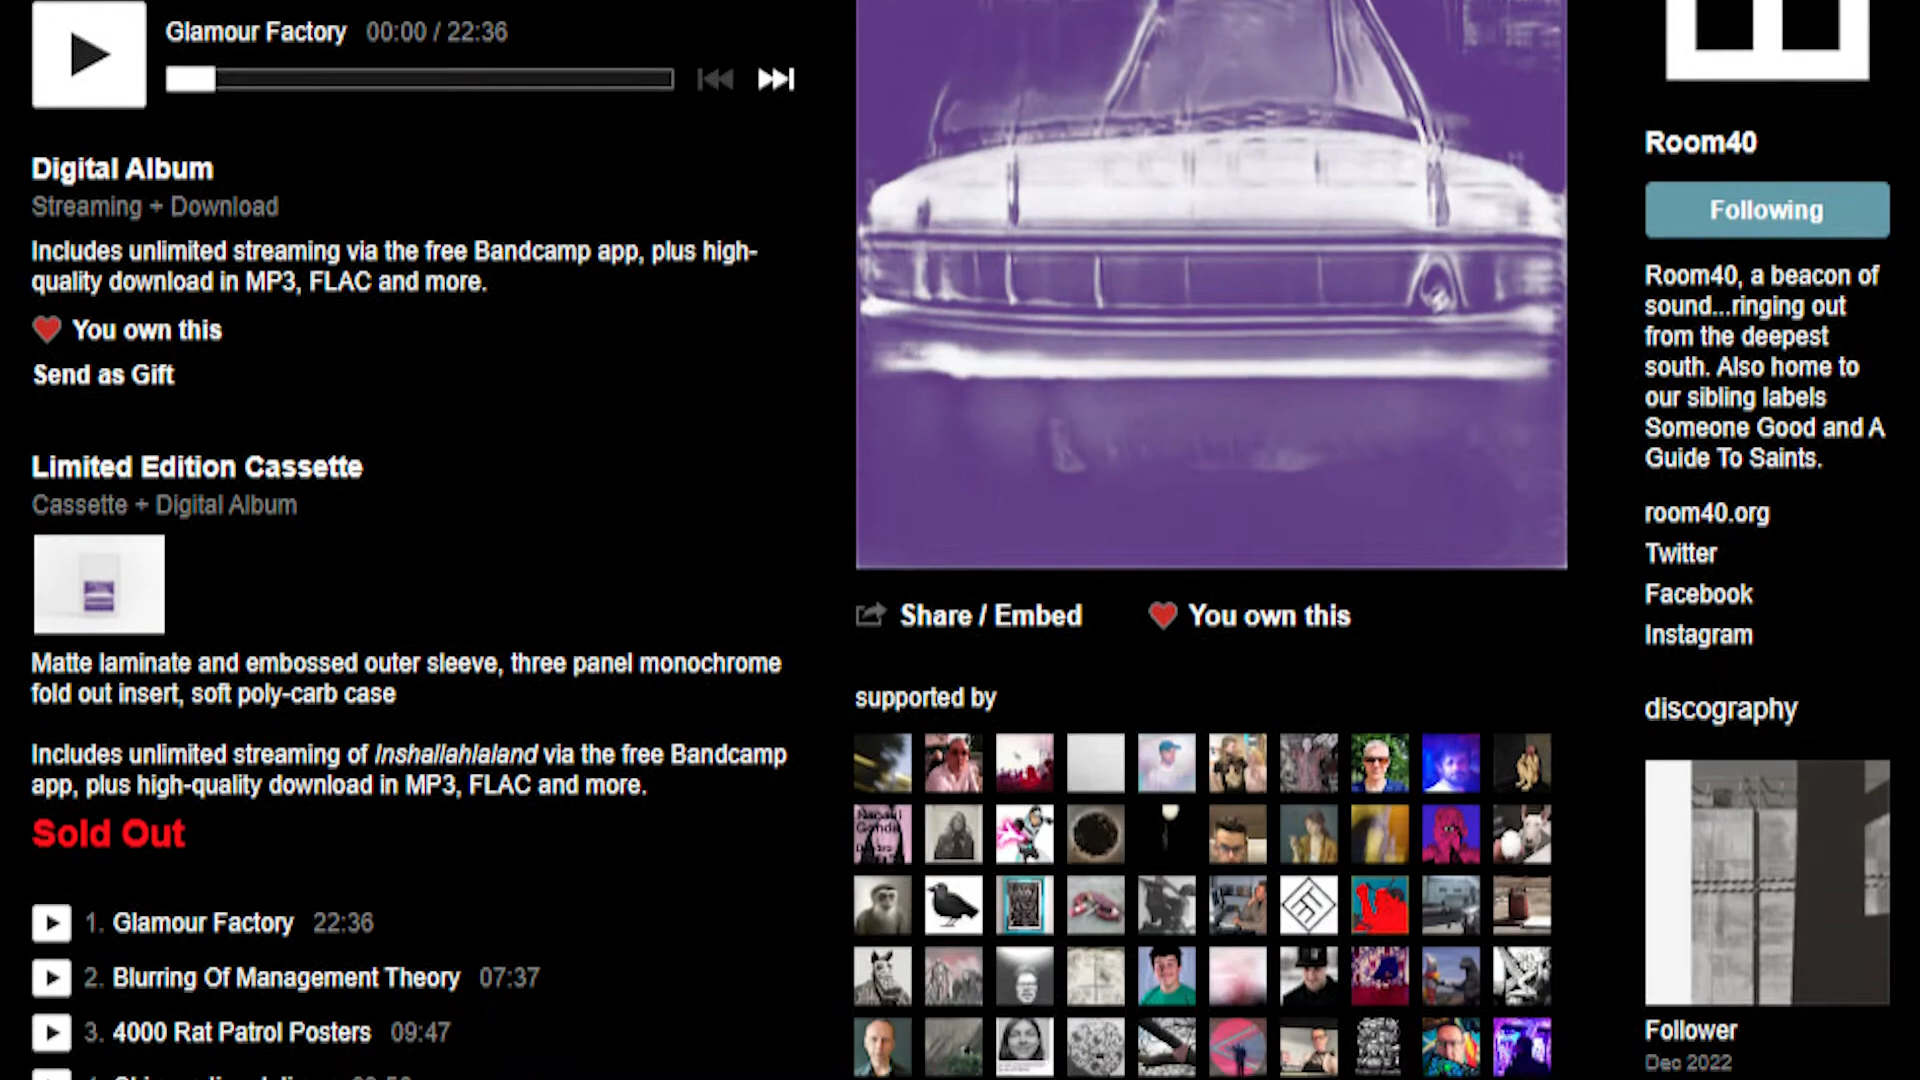 Glamour Factory 00:00 / 22:36
Digital Album
Streaming + Download
Includes unlimited streaming via the free Bandcamp app, plus high-
quality download in MP3, FLAC and more.
You own this
Send as Gift
Limited Edition Cassette
Cassette + Digital Album
Matte laminate and embossed outer sleeve, three panel monochrome
fold out insert, soft poly-carb case
Includes unlimited streaming of Inshallahlaland via the free Bandcamp
app, plus high-quality download in MP3, FLAC and more.
Sold Out
1. Glamour Factory 22:36
2. Blurring Of Management Theory 07:37
3. 4000 Rat Patrol Posters 09:47
Share / Embed
You own this
supported by
Room40
Following
Room40, a beacon of
sound...ringing out
from the deepest
south. Also home to
our sibling labels
Someone Good and A
Guide To Saints.
room40.org
Twitter
Facebook
Instagram
discography
Follower
Dec 2022